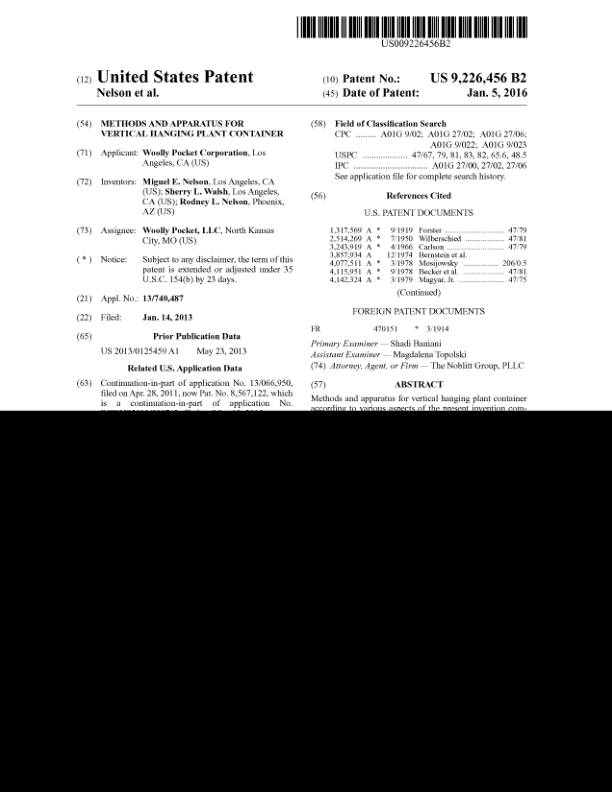 US009226456B2
(12) United States Patent
Nelson et al.
(10) Patent No.: US 9,226,456 B2
(45) Date of Patent: Jan. 5, 2016
(54) METHODS AND APPARATUS FOR
VERTICAL HANGING PLANT CONTAINER
(71) Applicant: Woolly Pocket Corporation, Los
Angeles, CA (US)
(72) Inventors: Miguel E. Nelson, Los Angeles, CA
(US); Sherry L. Walsh, Los Angeles,
CA (US); Rodney L. Nelson, Phoenix,
AZ (US)
(73) Assignee: Woolly Pocket, LLC, North Kansas
City, MO (US)
( * ) Notice: Subject to any disclaimer, the term of this
patent is extended or adjusted under 35
U.S.C. 154(b) by 23 days.
(21) Appl. No.: 13/740,487
(22) Filed: Jan. 14, 2013
(65) Prior Publication Data
US 2013/0125459 A1 May 23, 2013
Related U.S. Application Data
(63) Continuation-in-part of application No. 13/066,950,
filed on Apr. 28, 2011, now Pat. No. 8,567,122, which
is a continuation-in-part of application No.
(58) Field of Classification Search
CPC ......... A01G 9/02; A01G 27/02; A01G 27/06;
A01G 9/022; A01G 9/023
USPC .................. 47/67, 79, 81, 83, 82, 65.6, 48.5
IPC ............................. A01G 27/00, 27/02, 27/06
See application file for complete search history.
(56) References Cited
U.S. PATENT DOCUMENTS
1,317,569 A * 9/1919 Forster ........................ 47/79
2,514,269 A * 7/1950 Wilberschied ................ 47/81
3,243,919 A * 4/1966 Carlson ........................ 47/79
3,857,934 A 12/1974 Bernstein et al.
4,077,511 A * 3/1978 Mosijowsky ................ 206/0.5
4,115,951 A * 9/1978 Becker et al. ................ 47/81
4,142,324 A * 3/1979 Magyar, Jr. .................. 47/75
(Continued)
FOREIGN PATENT DOCUMENTS
FR 470151 * 3/1914
Primary Examiner — Shadi Baniani
Assistant Examiner — Magdalena Topolski
(74) Attorney, Agent, or Firm — The Noblitt Group, PLLC
(57) ABSTRACT
Methods and apparatus for vertical hanging plant container
according to various aspects of the present invention com-